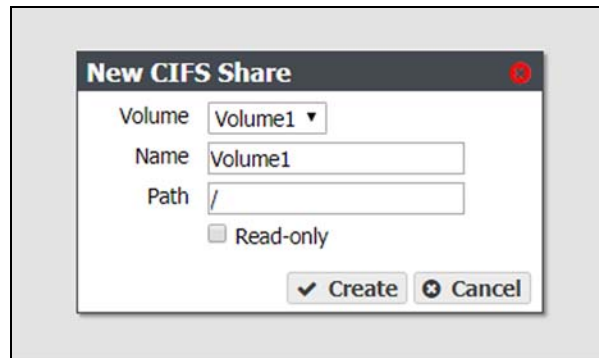 New CIFS Share
Volume Volume1
Name Volume1
Path /
Read-only
Create Cancel